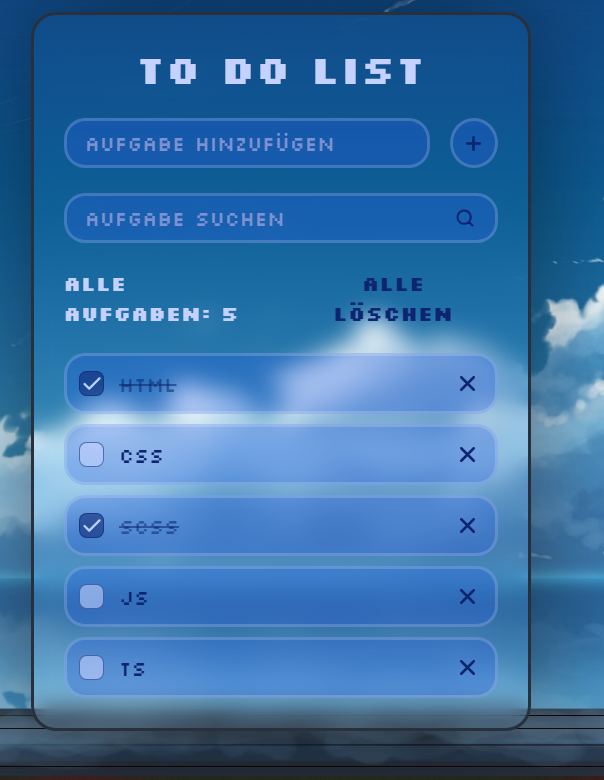 TO DO LIST
AUFGABE HINZUFÜGEN
AUFGABE SUCHEN
ALLE
AUFGABEN: 5
ALLE
LÖSCHEN
HTML
CSS
SCSS
JS
TS